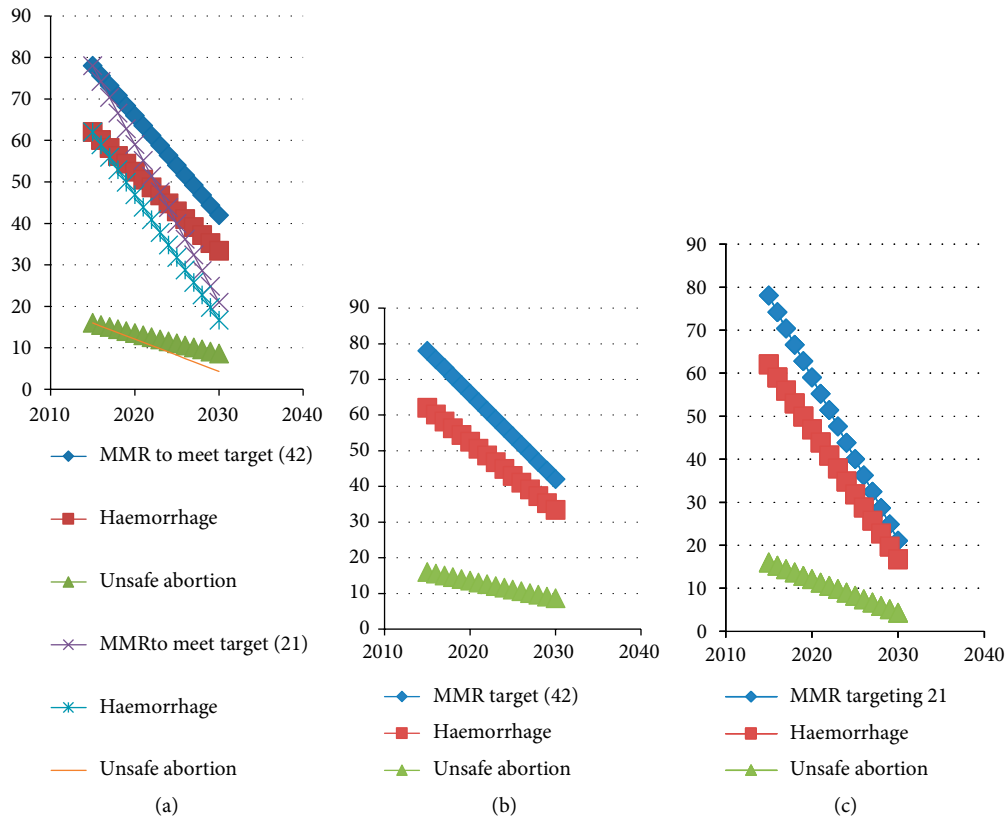 90
80
70
60
50
40
30
20
10
0
2010 2020 2030 2040
MMR to meet target (42)
Haemorrhage
Unsafe abortion
MMRto meet target (21)
Haemorrhage
Unsafe abortion
(a)
90
80
70
60
50
40
30
20
10
0
2010 2020 2030 2040
MMR target (42)
Haemorrhage
Unsafe abortion
(b)
90
80
70
60
50
40
30
20
10
0
2010 2020 2030 2040
MMR targeting 21
Haemorrhage
Unsafe abortion
(c)